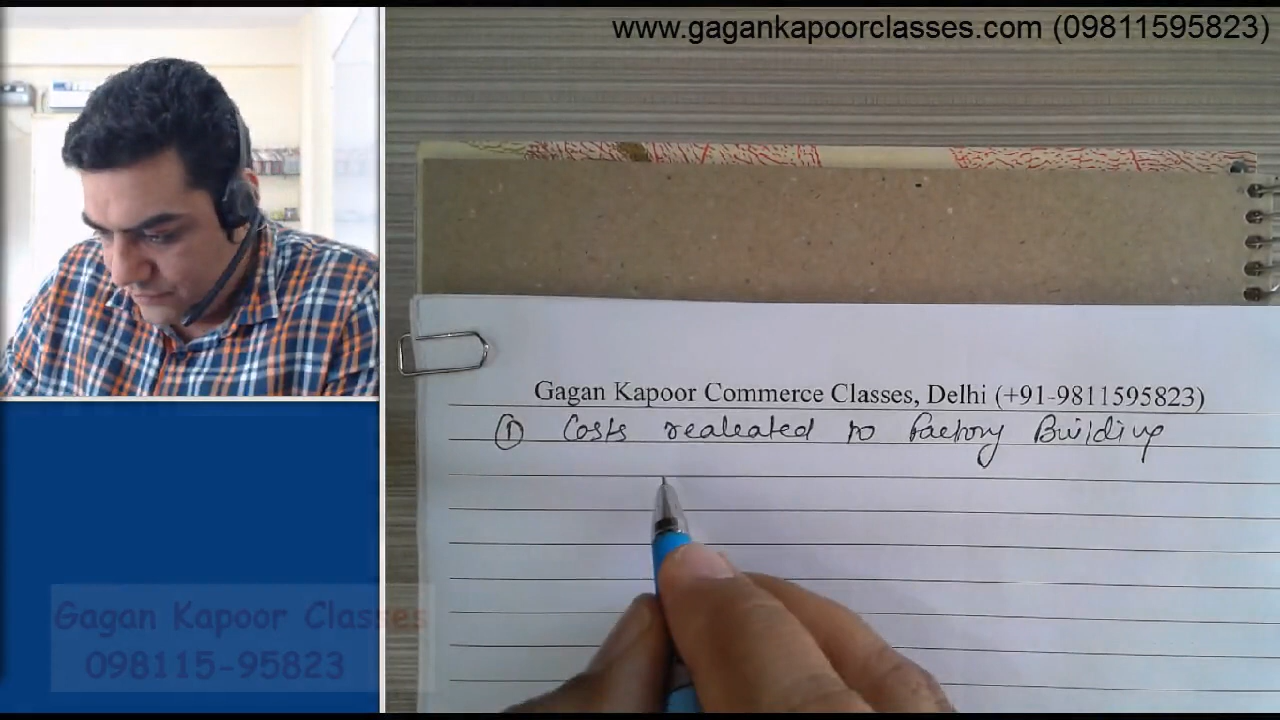 www.gagankapoorclasses.com (09811595823)
Gagan Kapoor Commerce Classes, Delhi (+91-9811595823)
① Costs realeated to Factory Building
Gagan Kapoor Classes
098115-95823